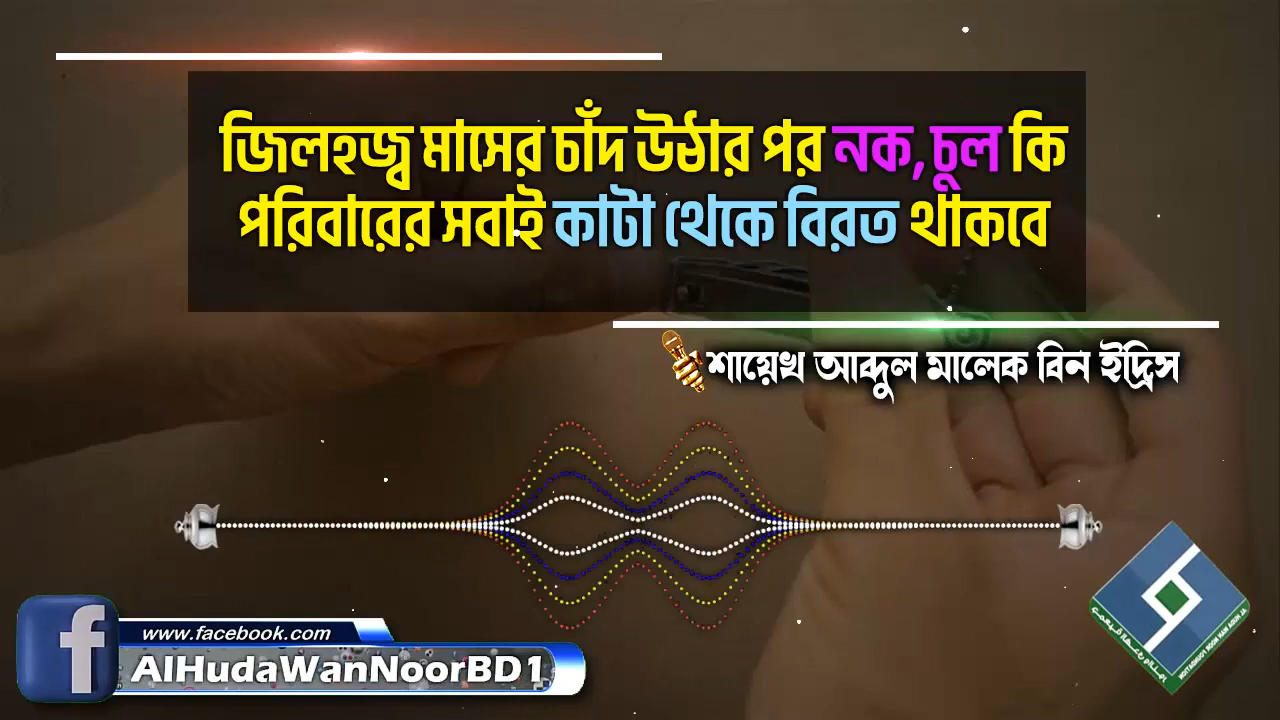 জিলহজ্ব মাসের চাঁদ উঠার পর নক, চুল কি
পরিবারের সবাই কাটা থেকে বিরত থাকবে
শায়েখ আব্দুল মালেক বিন ইদ্রিস
www.facebook.com
AlHudaWanNoorBD1